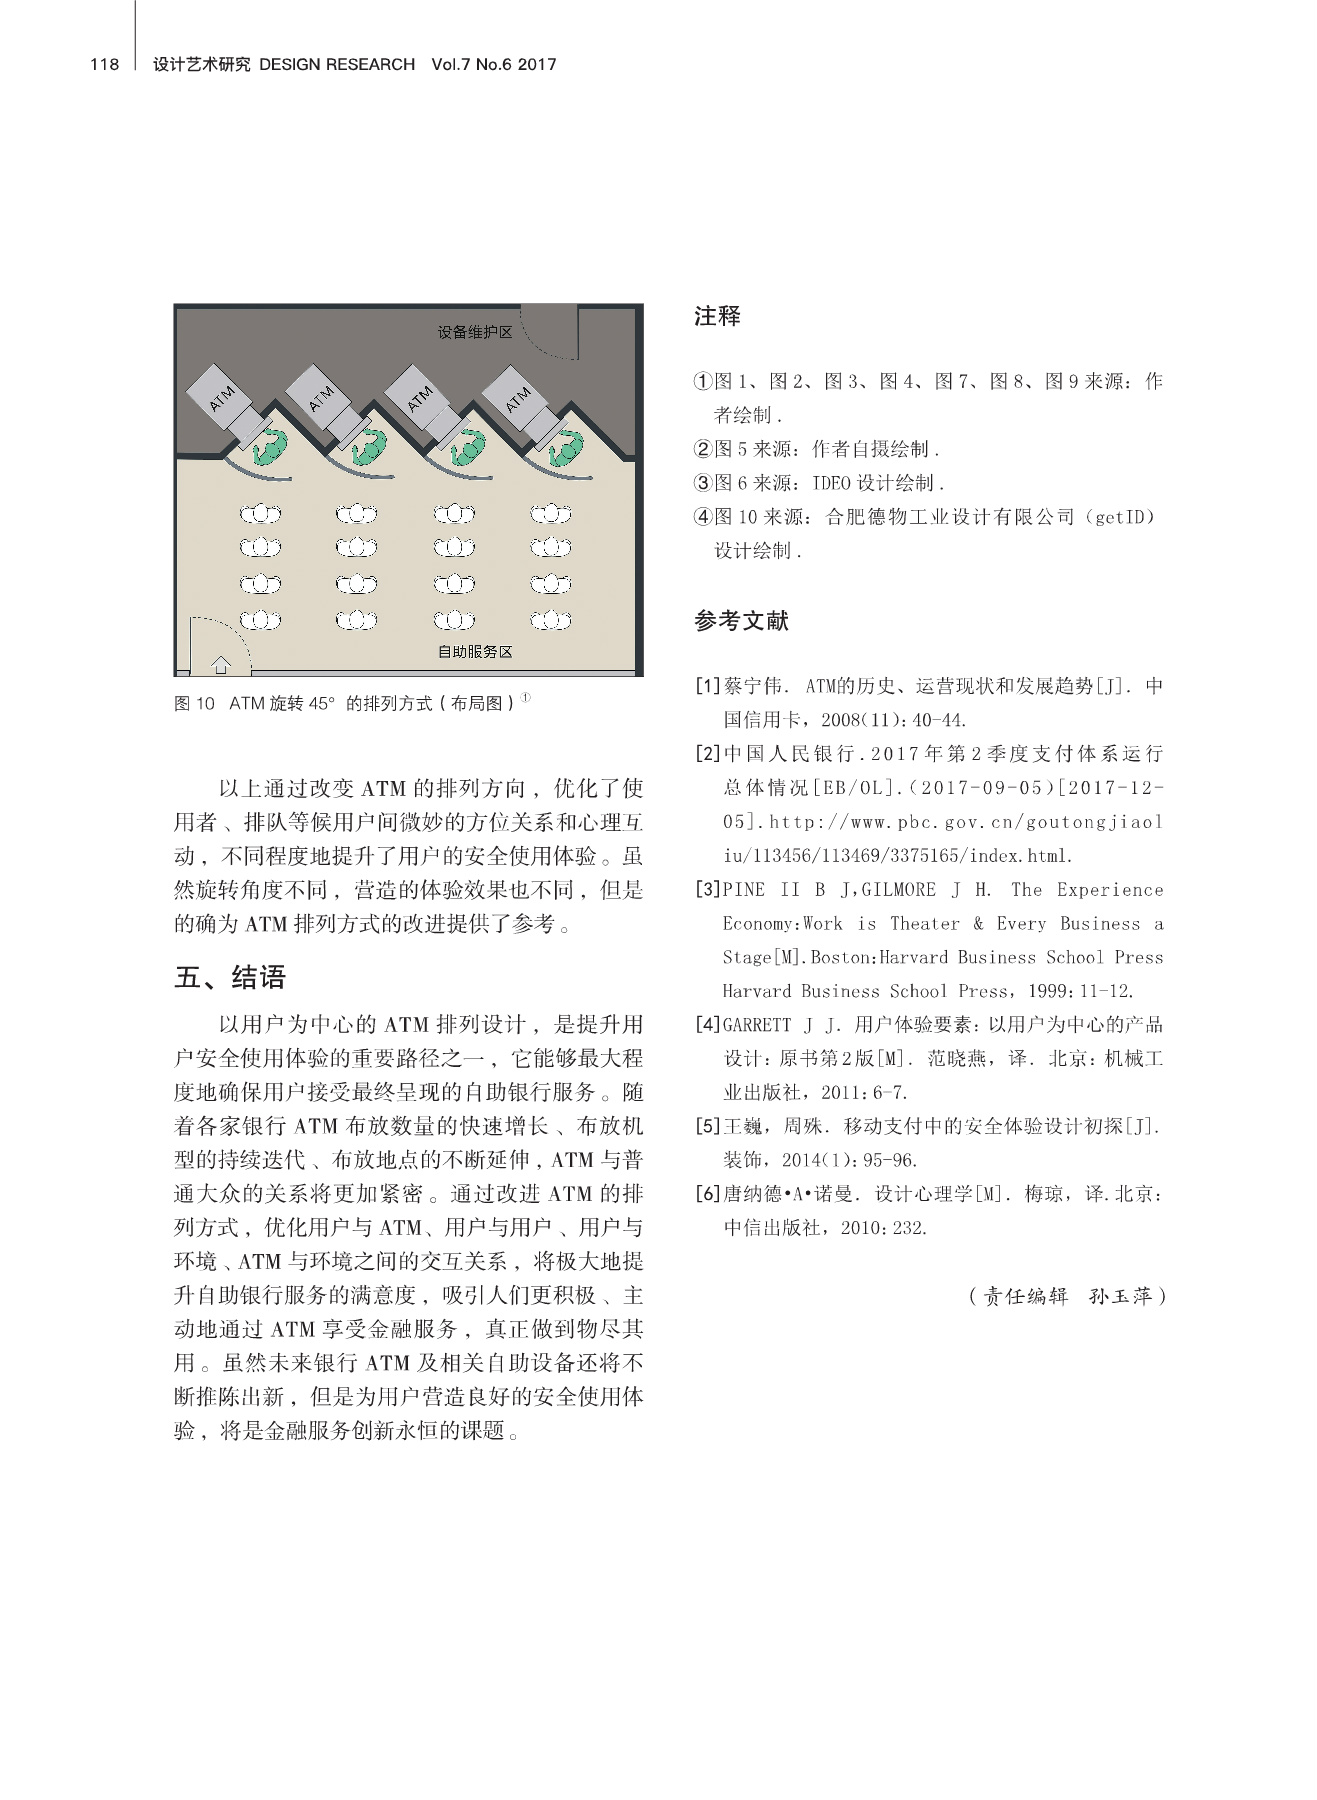 118 设计艺术研究 DESIGN RESEARCH Vol.7 No.6 2017
设备维护区
ATM
ATM
ATM
ATM
自助服务区
图 10 ATM 旋转 45° 的排列方式（布局图）①
以上通过改变 ATM 的排列方向，优化了使
用者、排队等候用户间微妙的方位关系和心理互
动，不同程度地提升了用户的安全使用体验。虽
然旋转角度不同，营造的体验效果也不同，但是
的确为 ATM 排列方式的改进提供了参考。
五、结语
以用户为中心的 ATM 排列设计，是提升用
户安全使用体验的重要路径之一，它能够最大程
度地确保用户接受最终呈现的自助银行服务。随
着各家银行 ATM 布放数量的快速增长、布放机
型的持续迭代、布放地点的不断延伸，ATM 与普
通大众的关系将更加紧密。通过改进 ATM 的排
列方式，优化用户与 ATM、用户与用户、用户与
环境、ATM 与环境之间的交互关系，将极大地提
升自助银行服务的满意度，吸引人们更积极、主
动地通过 ATM 享受金融服务，真正做到物尽其
用。虽然未来银行 ATM 及相关自助设备还将不
断推陈出新，但是为用户营造良好的安全使用体
验，将是金融服务创新永恒的课题。
注释
①图 1、图 2、图 3、图 4、图 7、图 8、图 9 来源：作
者绘制.
②图 5 来源：作者自摄绘制.
③图 6 来源：IDEO 设计绘制.
④图 10 来源：合肥德物工业设计有限公司（getID）
设计绘制.
参考文献
[1]蔡宁伟. ATM的历史、运营现状和发展趋势[J]. 中
国信用卡，2008(11):40-44.
[2]中国人民银行.2017年第2季度支付体系运行
总体情况[EB/OL].(2017-09-05)[2017-12-
05].http://www.pbc.gov.cn/goutongjiaol
iu/113456/113469/3375165/index.html.
[3]PINE II B J,GILMORE J H. The Experience
Economy:Work is Theater & Every Business a
Stage[M].Boston:Harvard Business School Press
Harvard Business School Press, 1999:11-12.
[4]GARRETT J J. 用户体验要素：以用户为中心的产品
设计：原书第2版[M]. 范晓燕，译. 北京：机械工
业出版社，2011:6-7.
[5]王巍，周殊. 移动支付中的安全体验设计初探[J].
装饰，2014(1):95-96.
[6]唐纳德•A•诺曼. 设计心理学[M]. 梅琼，译.北京：
中信出版社，2010:232.
（责任编辑 孙玉萍）